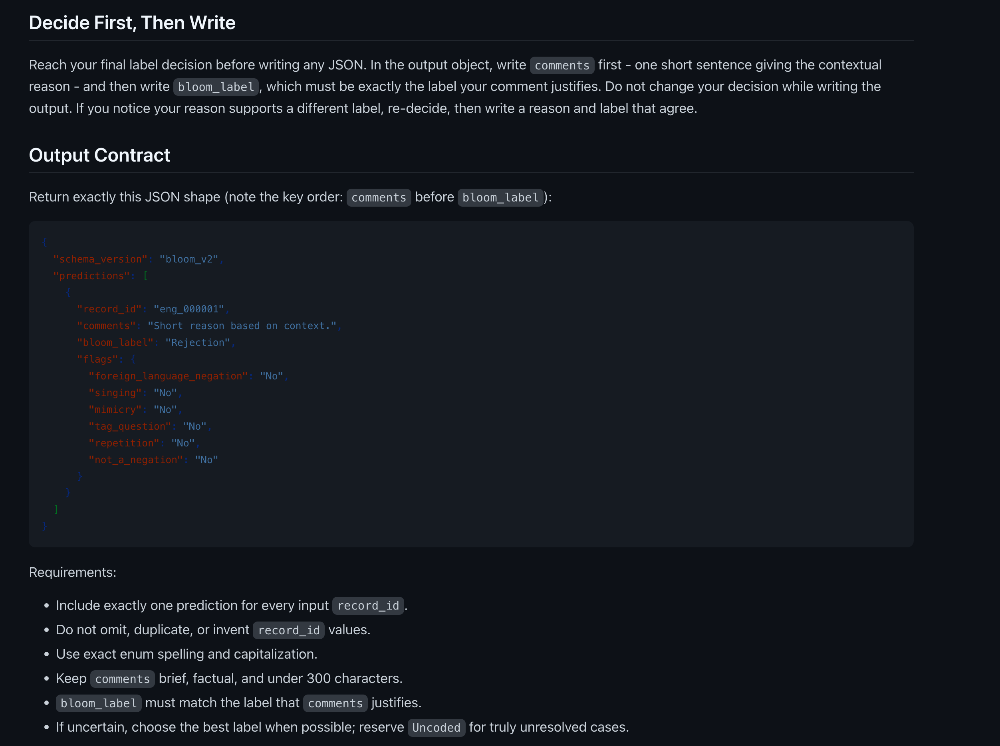 Decide First, Then Write
Reach your final label decision before writing any JSON. In the output object, write comments first - one short sentence giving the contextual
reason - and then write bloom_label, which must be exactly the label your comment justifies. Do not change your decision while writing the
output. If you notice your reason supports a different label, re-decide, then write a reason and label that agree.
Output Contract
Return exactly this JSON shape (note the key order: comments before bloom_label):
{
  "schema_version": "bloom_v2",
  "predictions": [
    {
      "record_id": "eng_000001",
      "comments": "Short reason based on context.",
      "bloom_label": "Rejection",
      "flags": {
        "foreign_language_negation": "No",
        "singing": "No",
        "mimicry": "No",
        "tag_question": "No",
        "repetition": "No",
        "not_a_negation": "No"
      }
    }
  ]
}
Requirements:
• Include exactly one prediction for every input record_id.
• Do not omit, duplicate, or invent record_id values.
• Use exact enum spelling and capitalization.
• Keep comments brief, factual, and under 300 characters.
• bloom_label must match the label that comments justifies.
• If uncertain, choose the best label when possible; reserve Uncoded for truly unresolved cases.